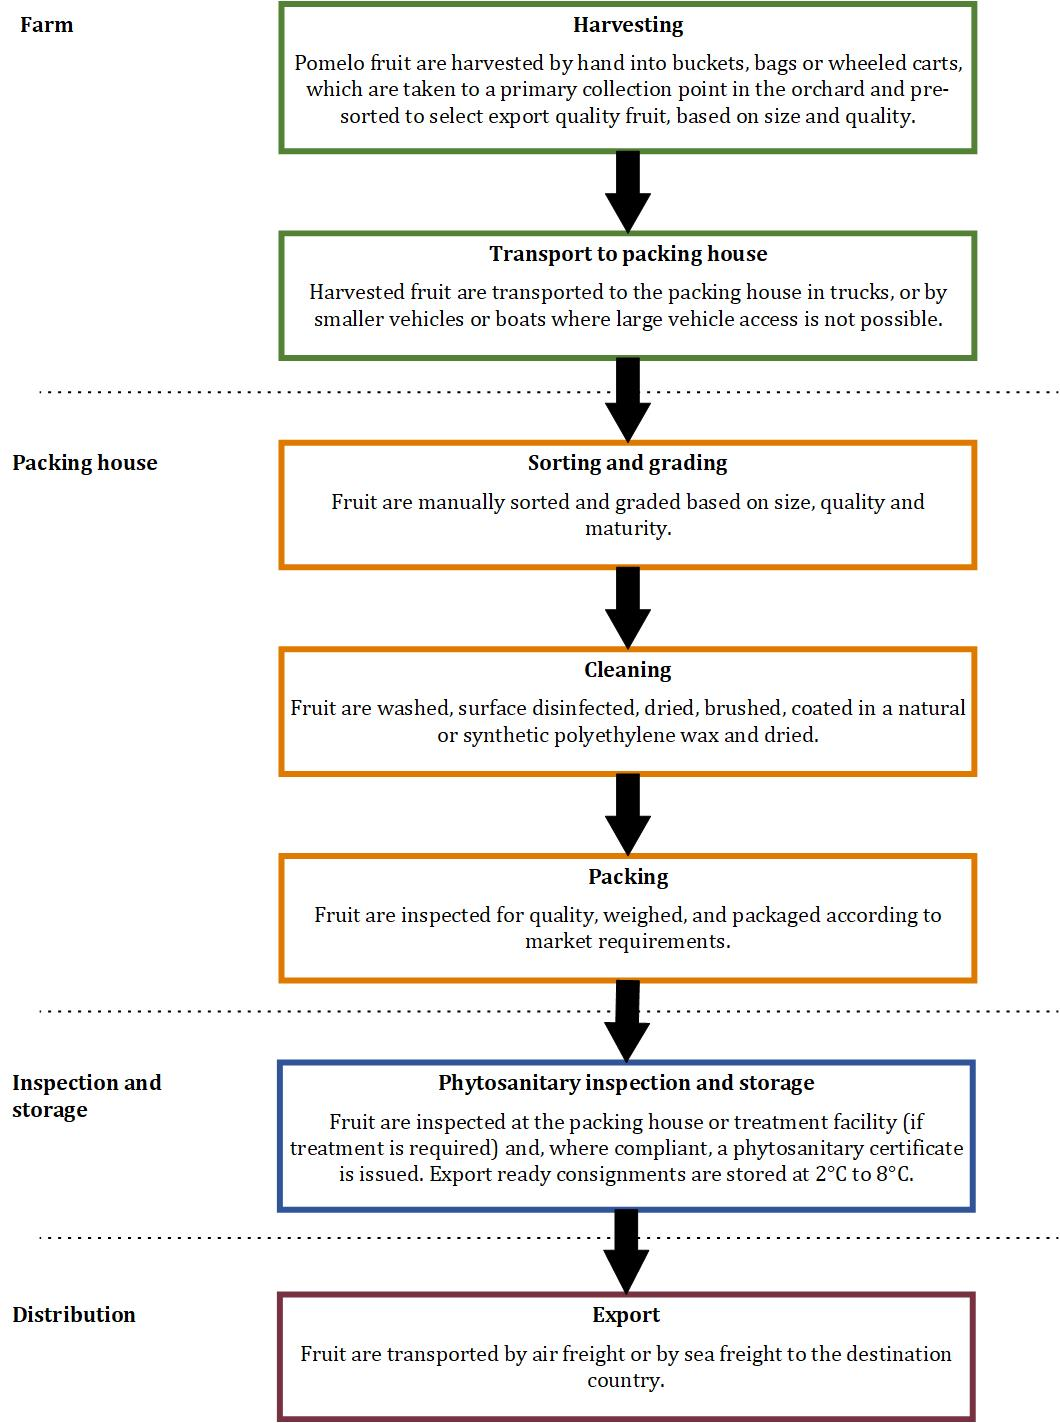 Farm
Harvesting
Pomelo fruit are harvested by hand into buckets, bags or wheeled carts,
which are taken to a primary collection point in the orchard and pre-
sorted to select export quality fruit, based on size and quality.
Transport to packing house
Harvested fruit are transported to the packing house in trucks, or by
smaller vehicles or boats where large vehicle access is not possible.
Packing house
Sorting and grading
Fruit are manually sorted and graded based on size, quality and
maturity.
Cleaning
Fruit are washed, surface disinfected, dried, brushed, coated in a natural
or synthetic polyethylene wax and dried.
Packing
Fruit are inspected for quality, weighed, and packaged according to
market requirements.
Inspection and
storage
Phytosanitary inspection and storage
Fruit are inspected at the packing house or treatment facility (if
treatment is required) and, where compliant, a phytosanitary certificate
is issued. Export ready consignments are stored at 2°C to 8°C.
Distribution
Export
Fruit are transported by air freight or by sea freight to the destination
country.